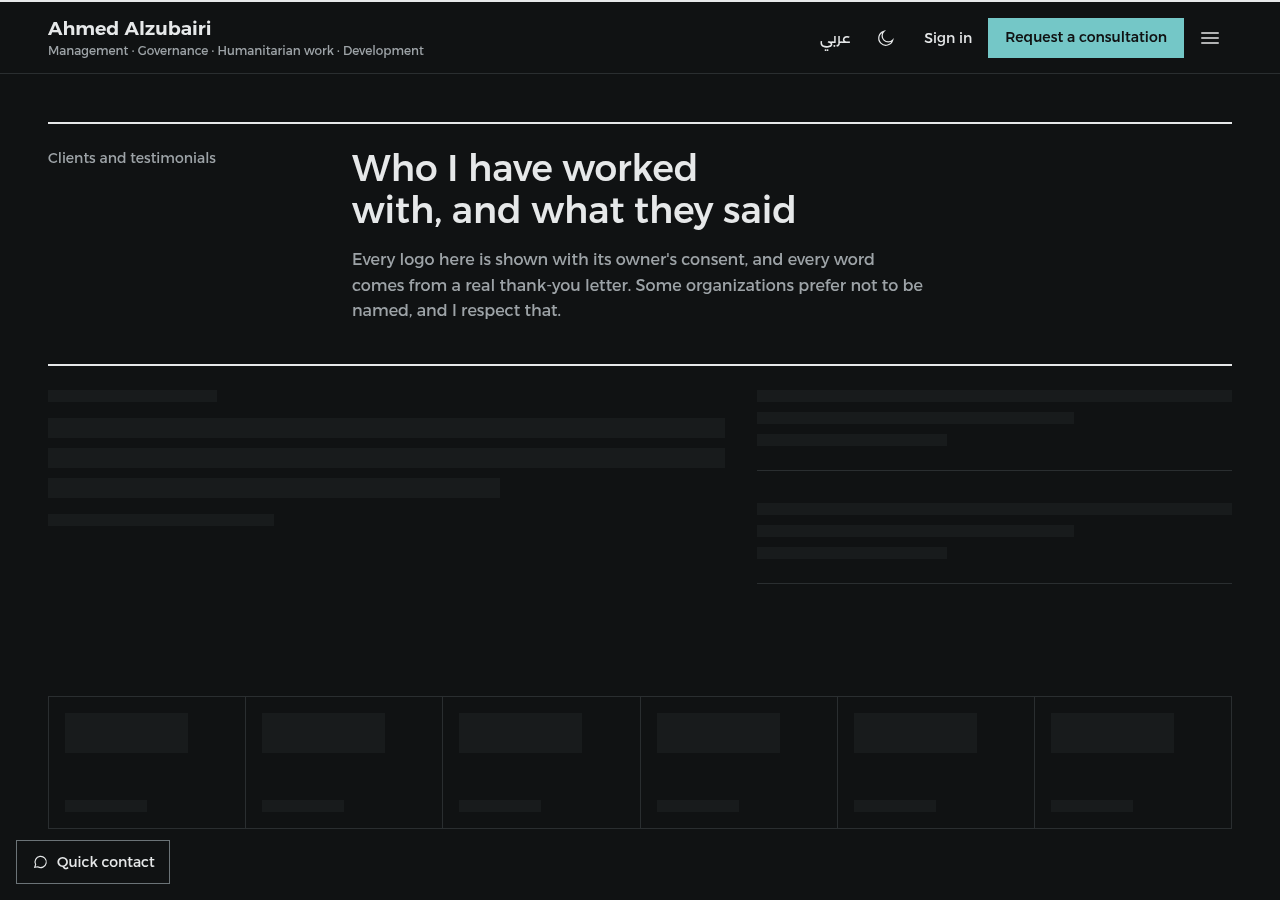 Ahmed Alzubairi
Management · Governance · Humanitarian work · Development
عربي
Sign in
Request a consultation
Clients and testimonials
Who I have worked
with, and what they said
Every logo here is shown with its owner's consent, and every word
comes from a real thank-you letter. Some organizations prefer not to be
named, and I respect that.
Quick contact